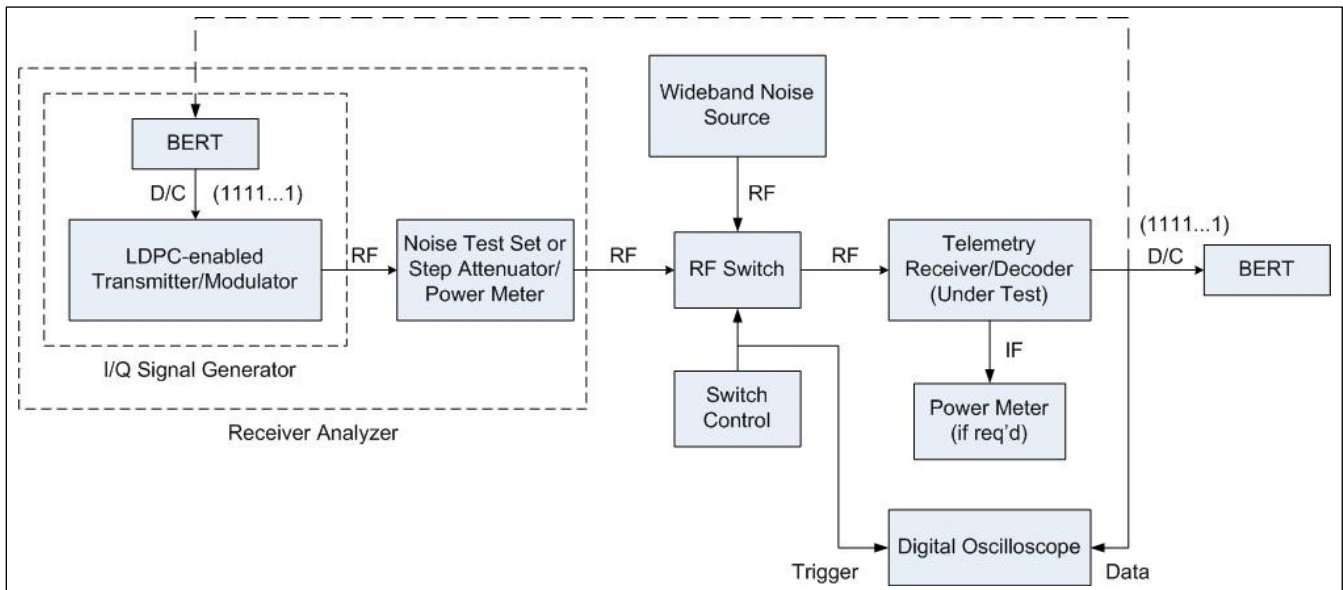 Wideband Noise
Source
BERT
D/C (1111...1)
RF
LDPC-enabled
Transmitter/Modulator
RF
Noise Test Set or
Step Attenuator/
Power Meter
RF
RF Switch
RF
Telemetry
Receiver/Decoder
(Under Test)
(1111...1)
D/C
BERT
I/Q Signal Generator
Receiver Analyzer
Switch
Control
IF
Power Meter
(if req'd)
Digital Oscilloscope
Trigger
Data